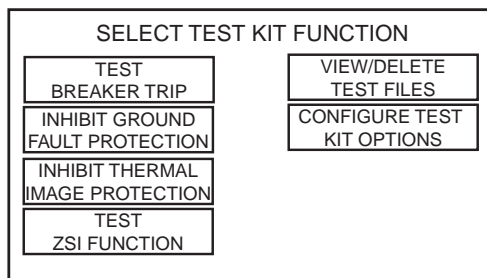 SELECT TEST KIT FUNCTION
TEST
BREAKER TRIP
INHIBIT GROUND
FAULT PROTECTION
INHIBIT THERMAL
IMAGE PROTECTION
TEST
ZSI FUNCTION
VIEW/DELETE
TEST FILES
CONFIGURE TEST
KIT OPTIONS